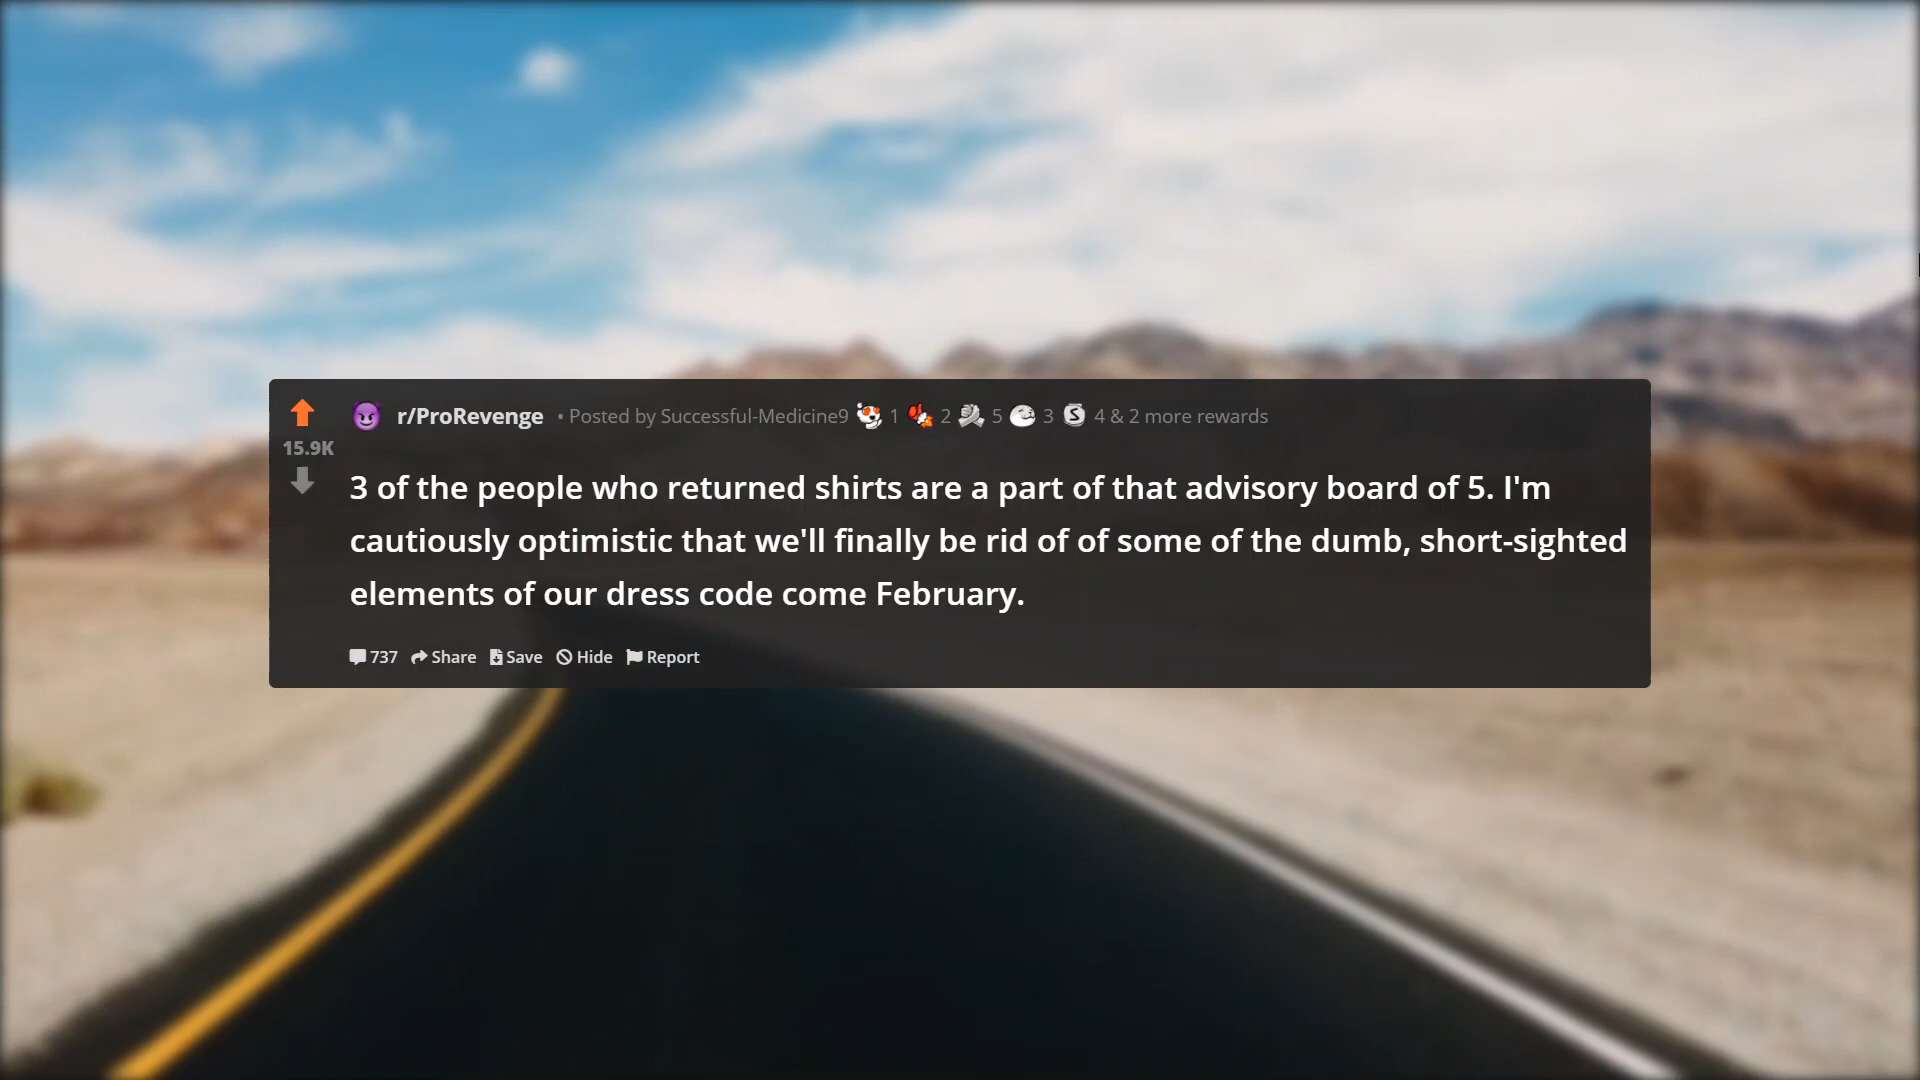 r/ProRevenge • Posted by Successful-Medicine9 1 2 5 3 S 4 & 2 more rewards
15.9K
3 of the people who returned shirts are a part of that advisory board of 5. I'm
cautiously optimistic that we'll finally be rid of of some of the dumb, short-sighted
elements of our dress code come February.
737 Share Save Hide Report